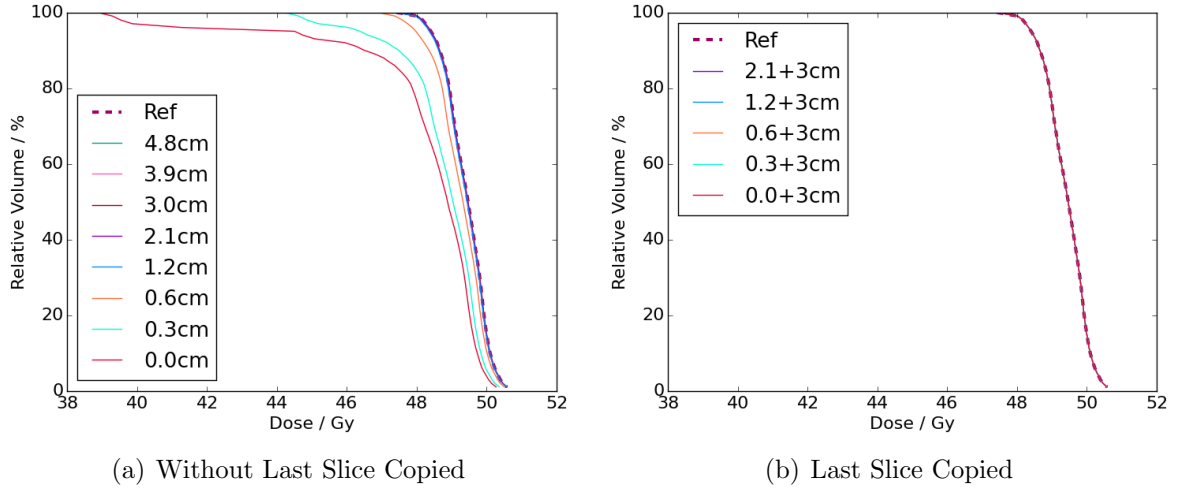 100
80
60
40
20
0
Relative Volume / %
Ref
4.8cm
3.9cm
3.0cm
2.1cm
1.2cm
0.6cm
0.3cm
0.0cm
38 40 42 44 46 48 50 52
Dose / Gy
(a) Without Last Slice Copied
100
80
60
40
20
0
Relative Volume / %
Ref
2.1+3cm
1.2+3cm
0.6+3cm
0.3+3cm
0.0+3cm
38 40 42 44 46 48 50 52
Dose / Gy
(b) Last Slice Copied